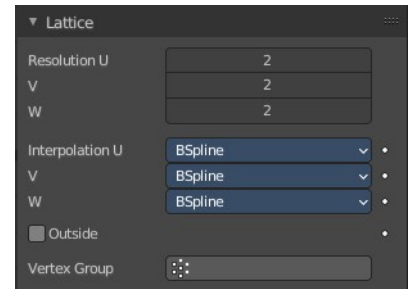 Lattice
Resolution U 2
V 2
W 2
Interpolation U BSpline
V BSpline
W BSpline
Outside
Vertex Group